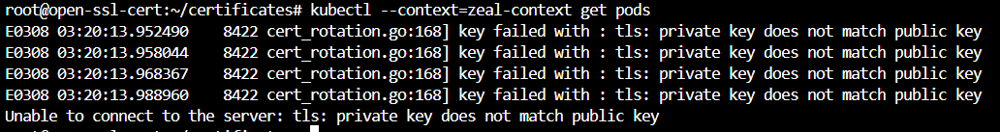 root@open-ssl-cert:~/certificates# kubectl --context=zeal-context get pods
E0308 03:20:13.952490    8422 cert_rotation.go:168] key failed with : tls: private key does not match public key
E0308 03:20:13.958044    8422 cert_rotation.go:168] key failed with : tls: private key does not match public key
E0308 03:20:13.968367    8422 cert_rotation.go:168] key failed with : tls: private key does not match public key
E0308 03:20:13.988960    8422 cert_rotation.go:168] key failed with : tls: private key does not match public key
Unable to connect to the server: tls: private key does not match public key